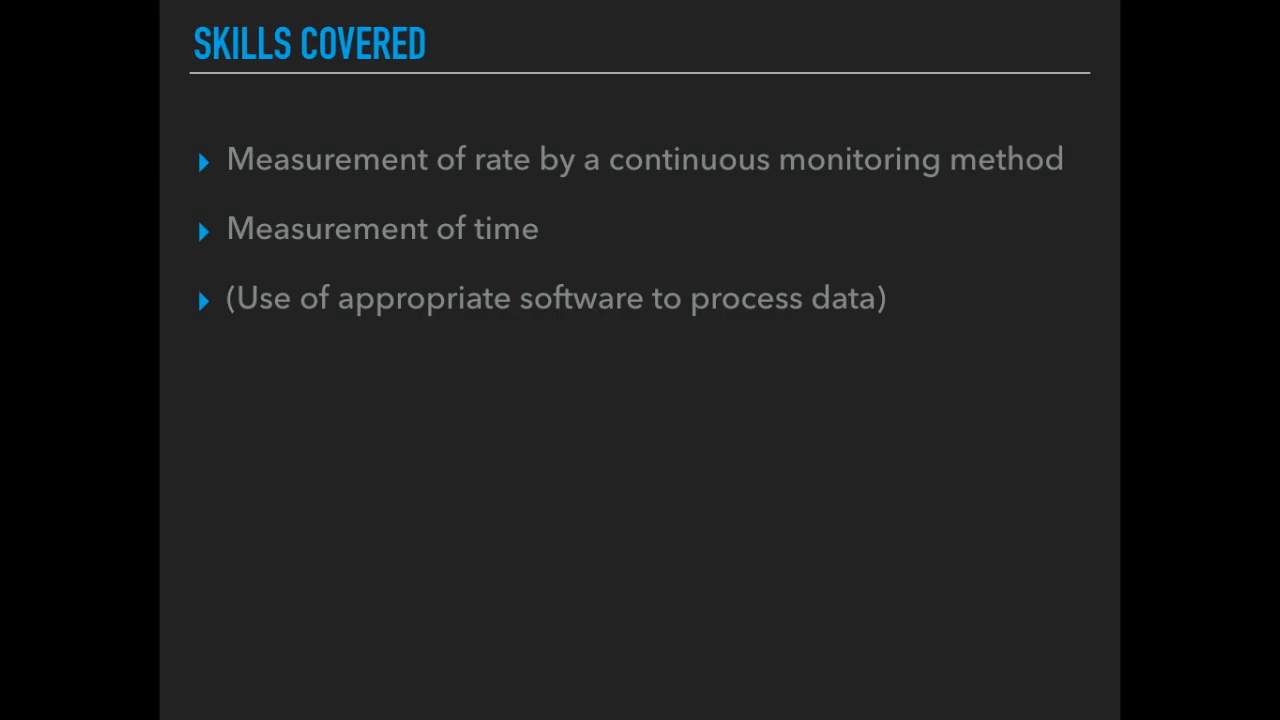 SKILLS COVERED
Measurement of rate by a continuous monitoring method
Measurement of time
(Use of appropriate software to process data)